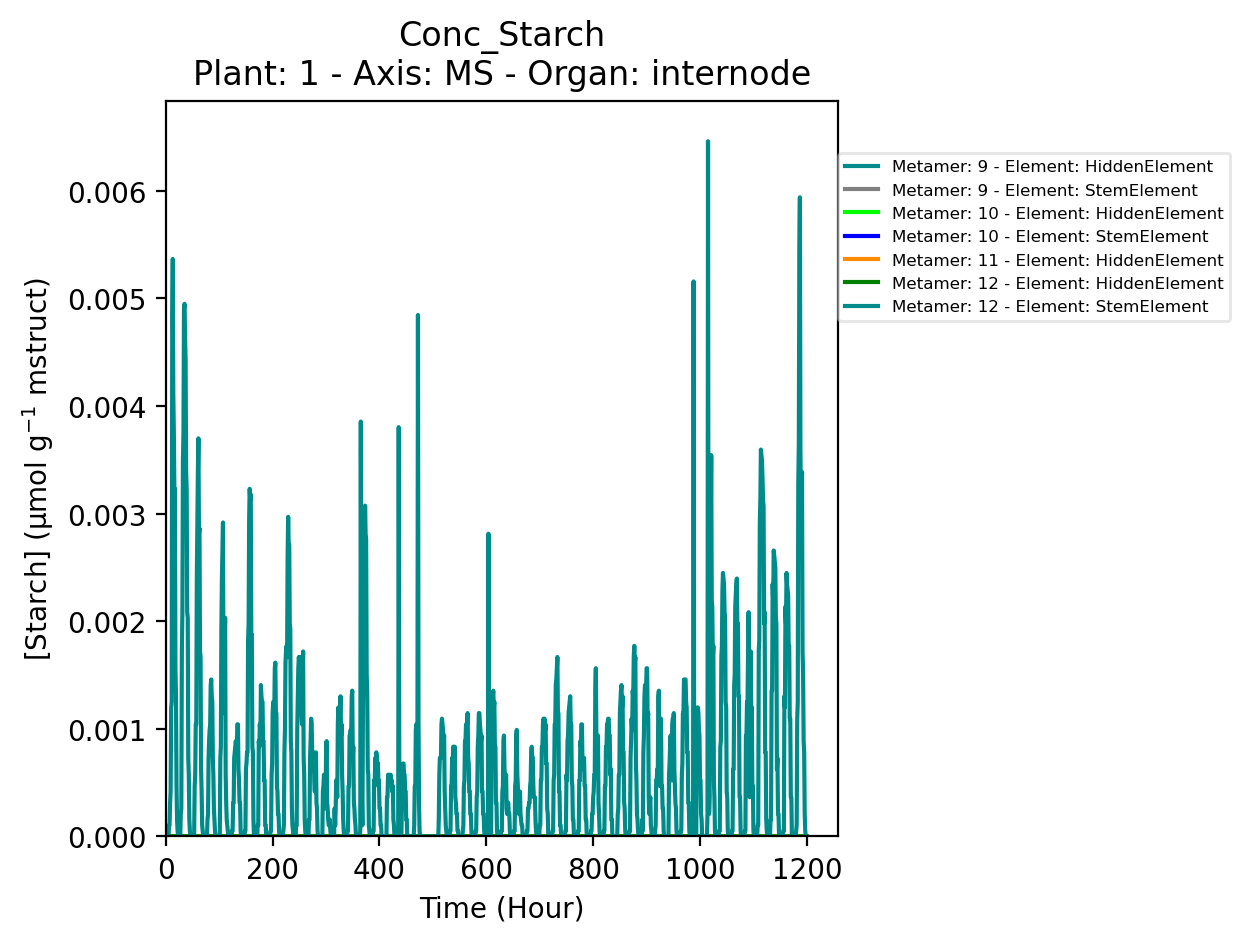 Conc_Starch
Plant: 1 - Axis: MS - Organ: internode
[Starch] (µmol g⁻¹ mstruct)
0.006
0.005
0.004
0.003
0.002
0.001
0.000
0 200 400 600 800 1000 1200
Time (Hour)
Metamer: 9 - Element: HiddenElement
Metamer: 9 - Element: StemElement
Metamer: 10 - Element: HiddenElement
Metamer: 10 - Element: StemElement
Metamer: 11 - Element: HiddenElement
Metamer: 12 - Element: HiddenElement
Metamer: 12 - Element: StemElement